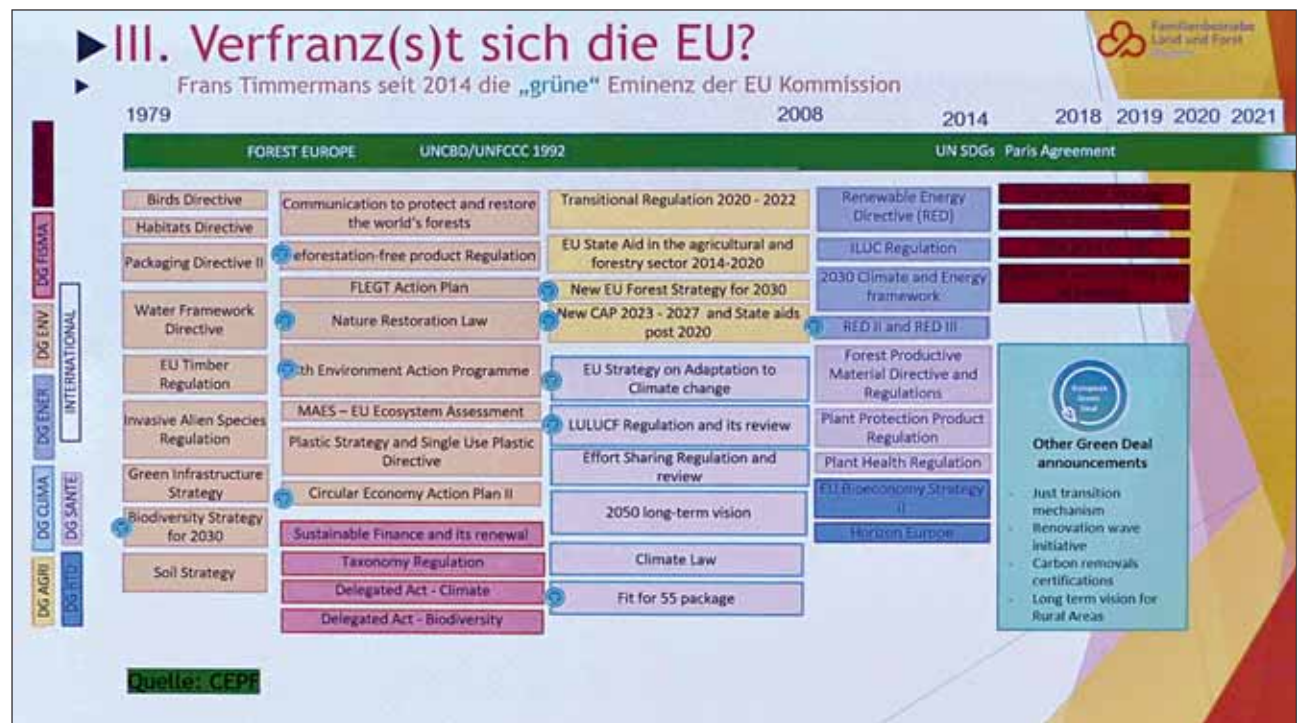 III. Verfranz(s)t sich die EU?
Familienbetriebe
Land und Forst
Frans Timmermans seit 2014 die „grüne“ Eminenz der EU Kommission
1979
2008
2014
2018
2019
2020
2021
FOREST EUROPE
UNCBD/UNFCCC 1992
UN SDGs
Paris Agreement
DG FISMA
DG ENV
DG ENER
DG CLIMA
DG AGRI
INTERNATIONAL
DG SANTE
DG RTD
Birds Directive
Habitats Directive
Packaging Directive II
Water Framework
Directive
EU Timber
Regulation
Invasive Alien Species
Regulation
Green Infrastructure
Strategy
Biodiversity Strategy
for 2030
Soil Strategy
Communication to protect and restore
the world's forests
eforestation-free product Regulation
FLEGT Action Plan
Nature Restoration Law
th Environment Action Programme
MAES – EU Ecosystem Assessment
Plastic Strategy and Single Use Plastic
Directive
Circular Economy Action Plan II
Sustainable Finance and its renewal
Taxonomy Regulation
Delegated Act - Climate
Delegated Act - Biodiversity
Transitional Regulation 2020 - 2022
EU State Aid in the agricultural and
forestry sector 2014-2020
New EU Forest Strategy for 2030
New CAP 2023 - 2027 and State aids
post 2020
EU Strategy on Adaptation to
Climate change
LULUCF Regulation and its review
Effort Sharing Regulation and
review
2050 long-term vision
Climate Law
Fit for 55 package
Renewable Energy
Directive (RED)
ILUC Regulation
2030 Climate and Energy
framework
RED II and RED III
Forest Productive
Material Directive and
Regulations
Plant Protection Product
Regulation
Plant Health Regulation
EU Bioeconomy Strategy
II
Horizon Europe
European
Green
Deal
Other Green Deal
announcements
- Just transition
mechanism
- Renovation wave
initiative
- Carbon removals
certifications
- Long term vision for
Rural Areas
Quelle: CEPF